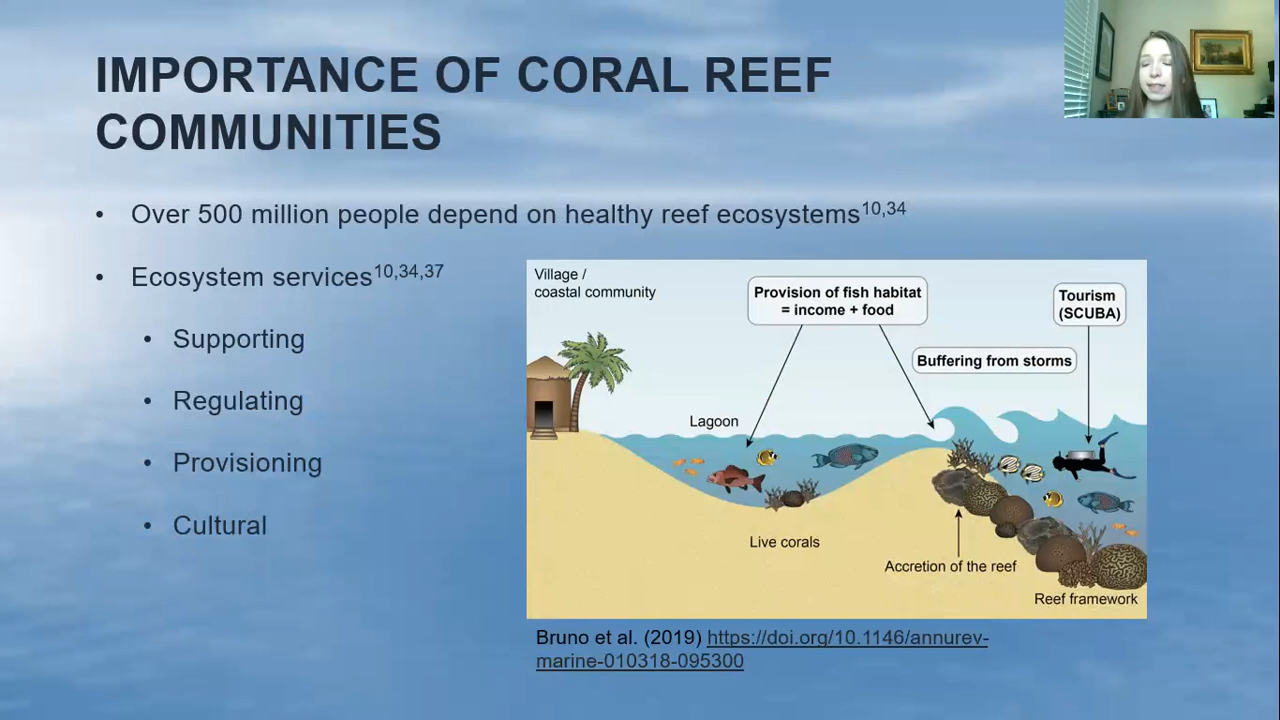 IMPORTANCE OF CORAL REEF
COMMUNITIES
• Over 500 million people depend on healthy reef ecosystems10,34
• Ecosystem services10,34,37
• Supporting
• Regulating
• Provisioning
• Cultural
Village /
coastal community
Provision of fish habitat
= income + food
Tourism
(SCUBA)
Buffering from storms
Lagoon
Live corals
Accretion of the reef
Reef framework
Bruno et al. (2019) https://doi.org/10.1146/annurev-
marine-010318-095300